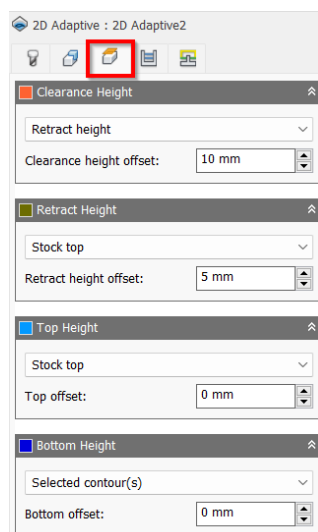 2D Adaptive : 2D Adaptive2
Clearance Height
Retract height
Clearance height offset: 10 mm
Retract Height
Stock top
Retract height offset: 5 mm
Top Height
Stock top
Top offset: 0 mm
Bottom Height
Selected contour(s)
Bottom offset: 0 mm